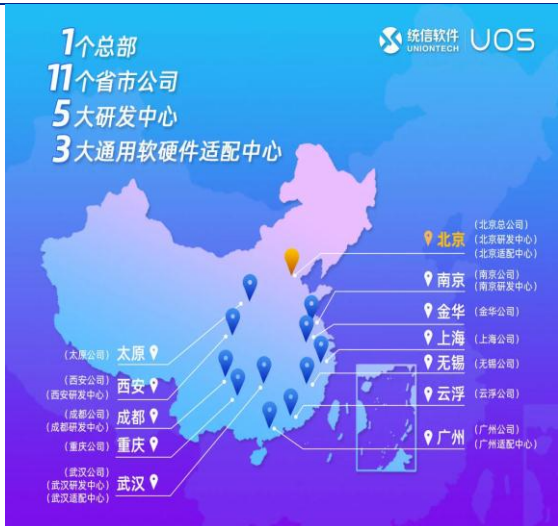 1个总部
11个省市公司
5大研发中心
3大通用软硬件适配中心
统信软件
UNIONTECH
UOS
北京
(北京总公司)
(北京研发中心)
(北京适配中心)
南京
(南京公司)
(南京研发中心)
金华
(金华公司)
上海
(上海公司)
无锡
(无锡公司)
云浮
(云浮公司)
广州
(广州公司)
(广州适配中心)
(太原公司)
太原
(西安公司)
(西安研发中心)
西安
(成都公司)
(成都研发中心)
成都
(重庆公司)
重庆
(武汉公司)
(武汉研发中心)
(武汉适配中心)
武汉